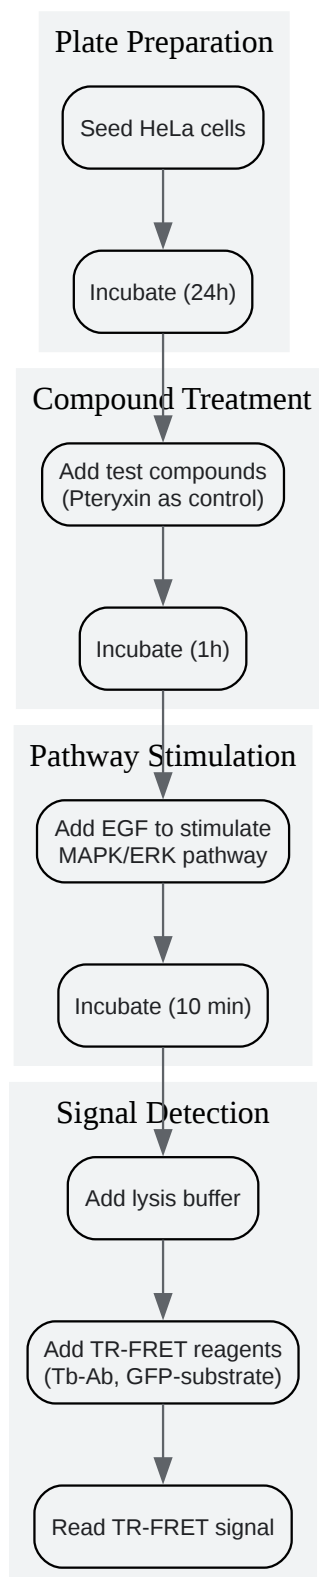 Plate Preparation
Seed HeLa cells
Incubate (24h)
Compound Treatment
Add test compounds
(Pteryxin as control)
Incubate (1h)
Pathway Stimulation
Add EGF to stimulate
MAPK/ERK pathway
Incubate (10 min)
Signal Detection
Add lysis buffer
Add TR-FRET reagents
(Tb-Ab, GFP-substrate)
Read TR-FRET signal